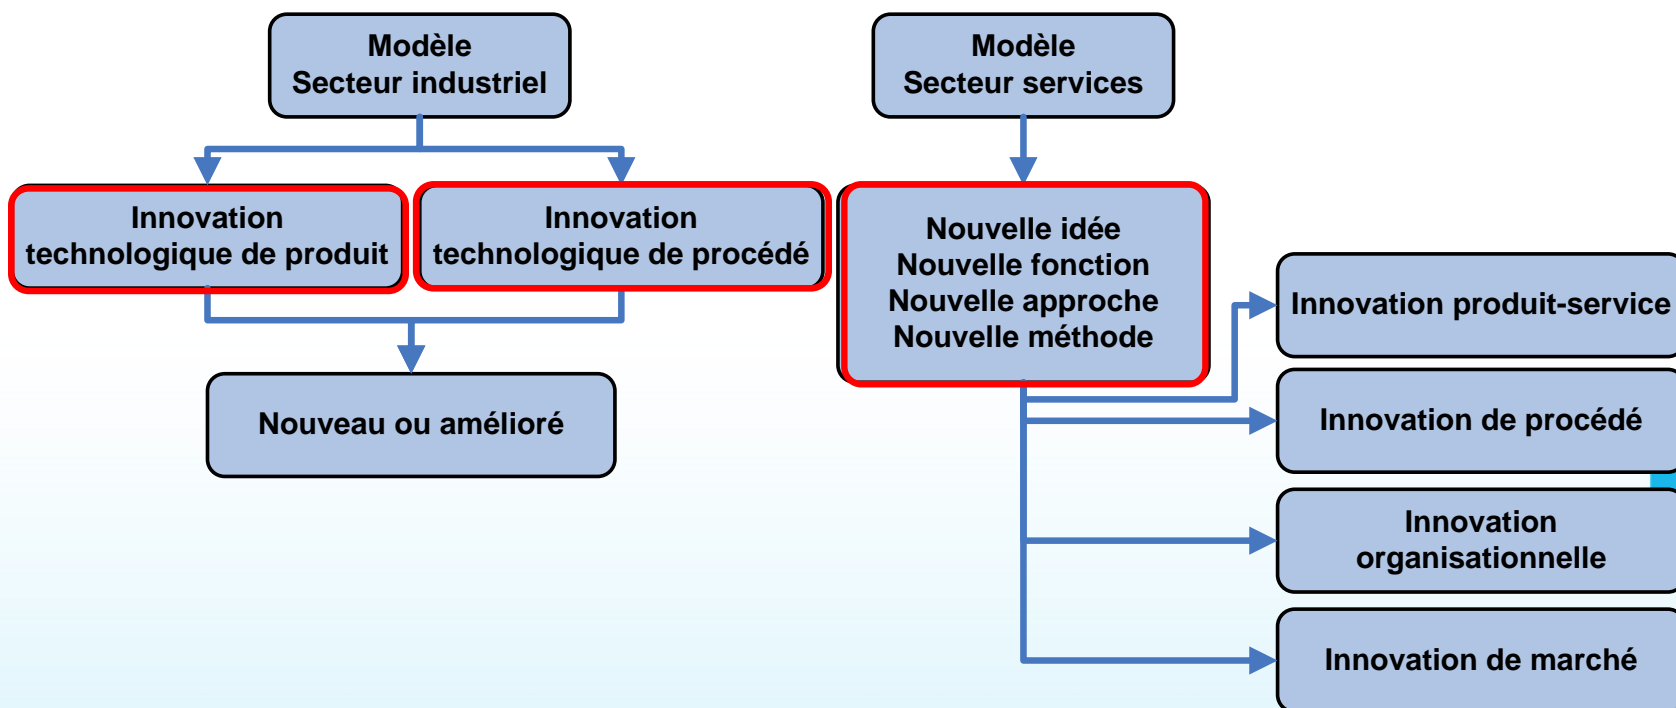 Modèle
Secteur industriel
Modèle
Secteur services
Innovation
technologique de produit
Innovation
technologique de procédé
Nouvelle idée
Nouvelle fonction
Nouvelle approche
Nouvelle méthode
Nouveau ou amélioré
Innovation produit-service
Innovation de procédé
Innovation
organisationnelle
Innovation de marché